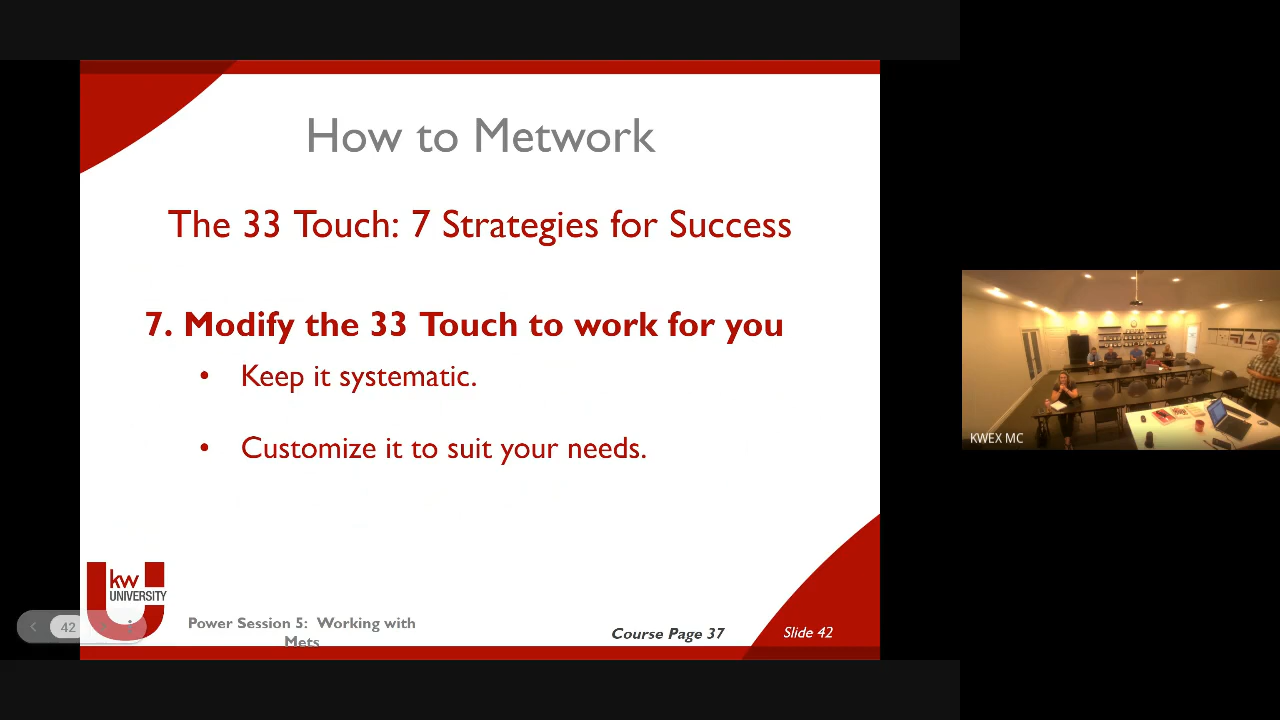 How to Metwork
The 33 Touch: 7 Strategies for Success
7. Modify the 33 Touch to work for you
• Keep it systematic.
• Customize it to suit your needs.
kw
UNIVERSITY
42
Power Session 5: Working with
Mets
Course Page 37
Slide 42
KWEX MC